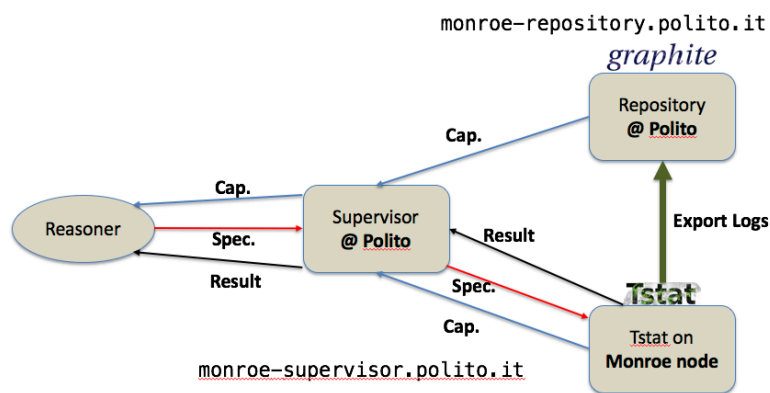 monroe-repository.polito.it
graphite
Repository
@ Polito
Cap.
Cap.
Reasoner
Supervisor
@ Polito
Spec.
Result
Export Logs
Result
Spec.
Tstat
Cap.
Tstat on
Monroe node
monroe-supervisor.polito.it